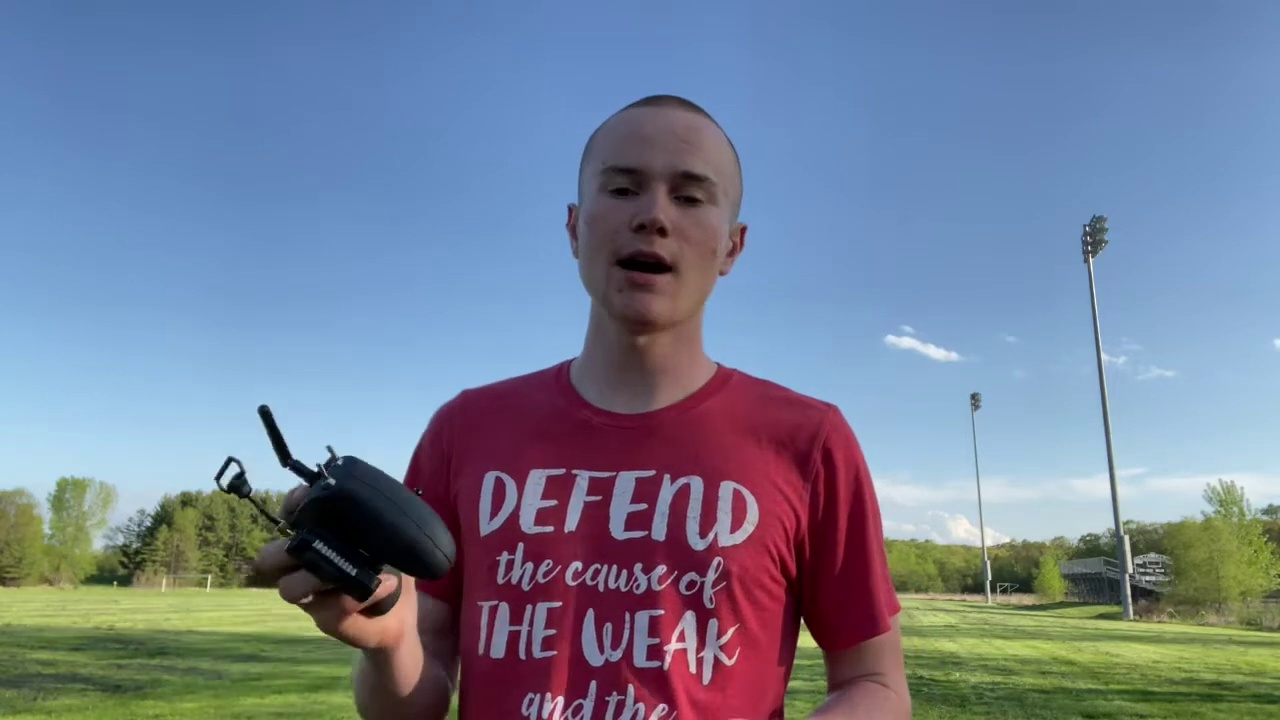 DEFEND
the cause of
THE WEAK
and the